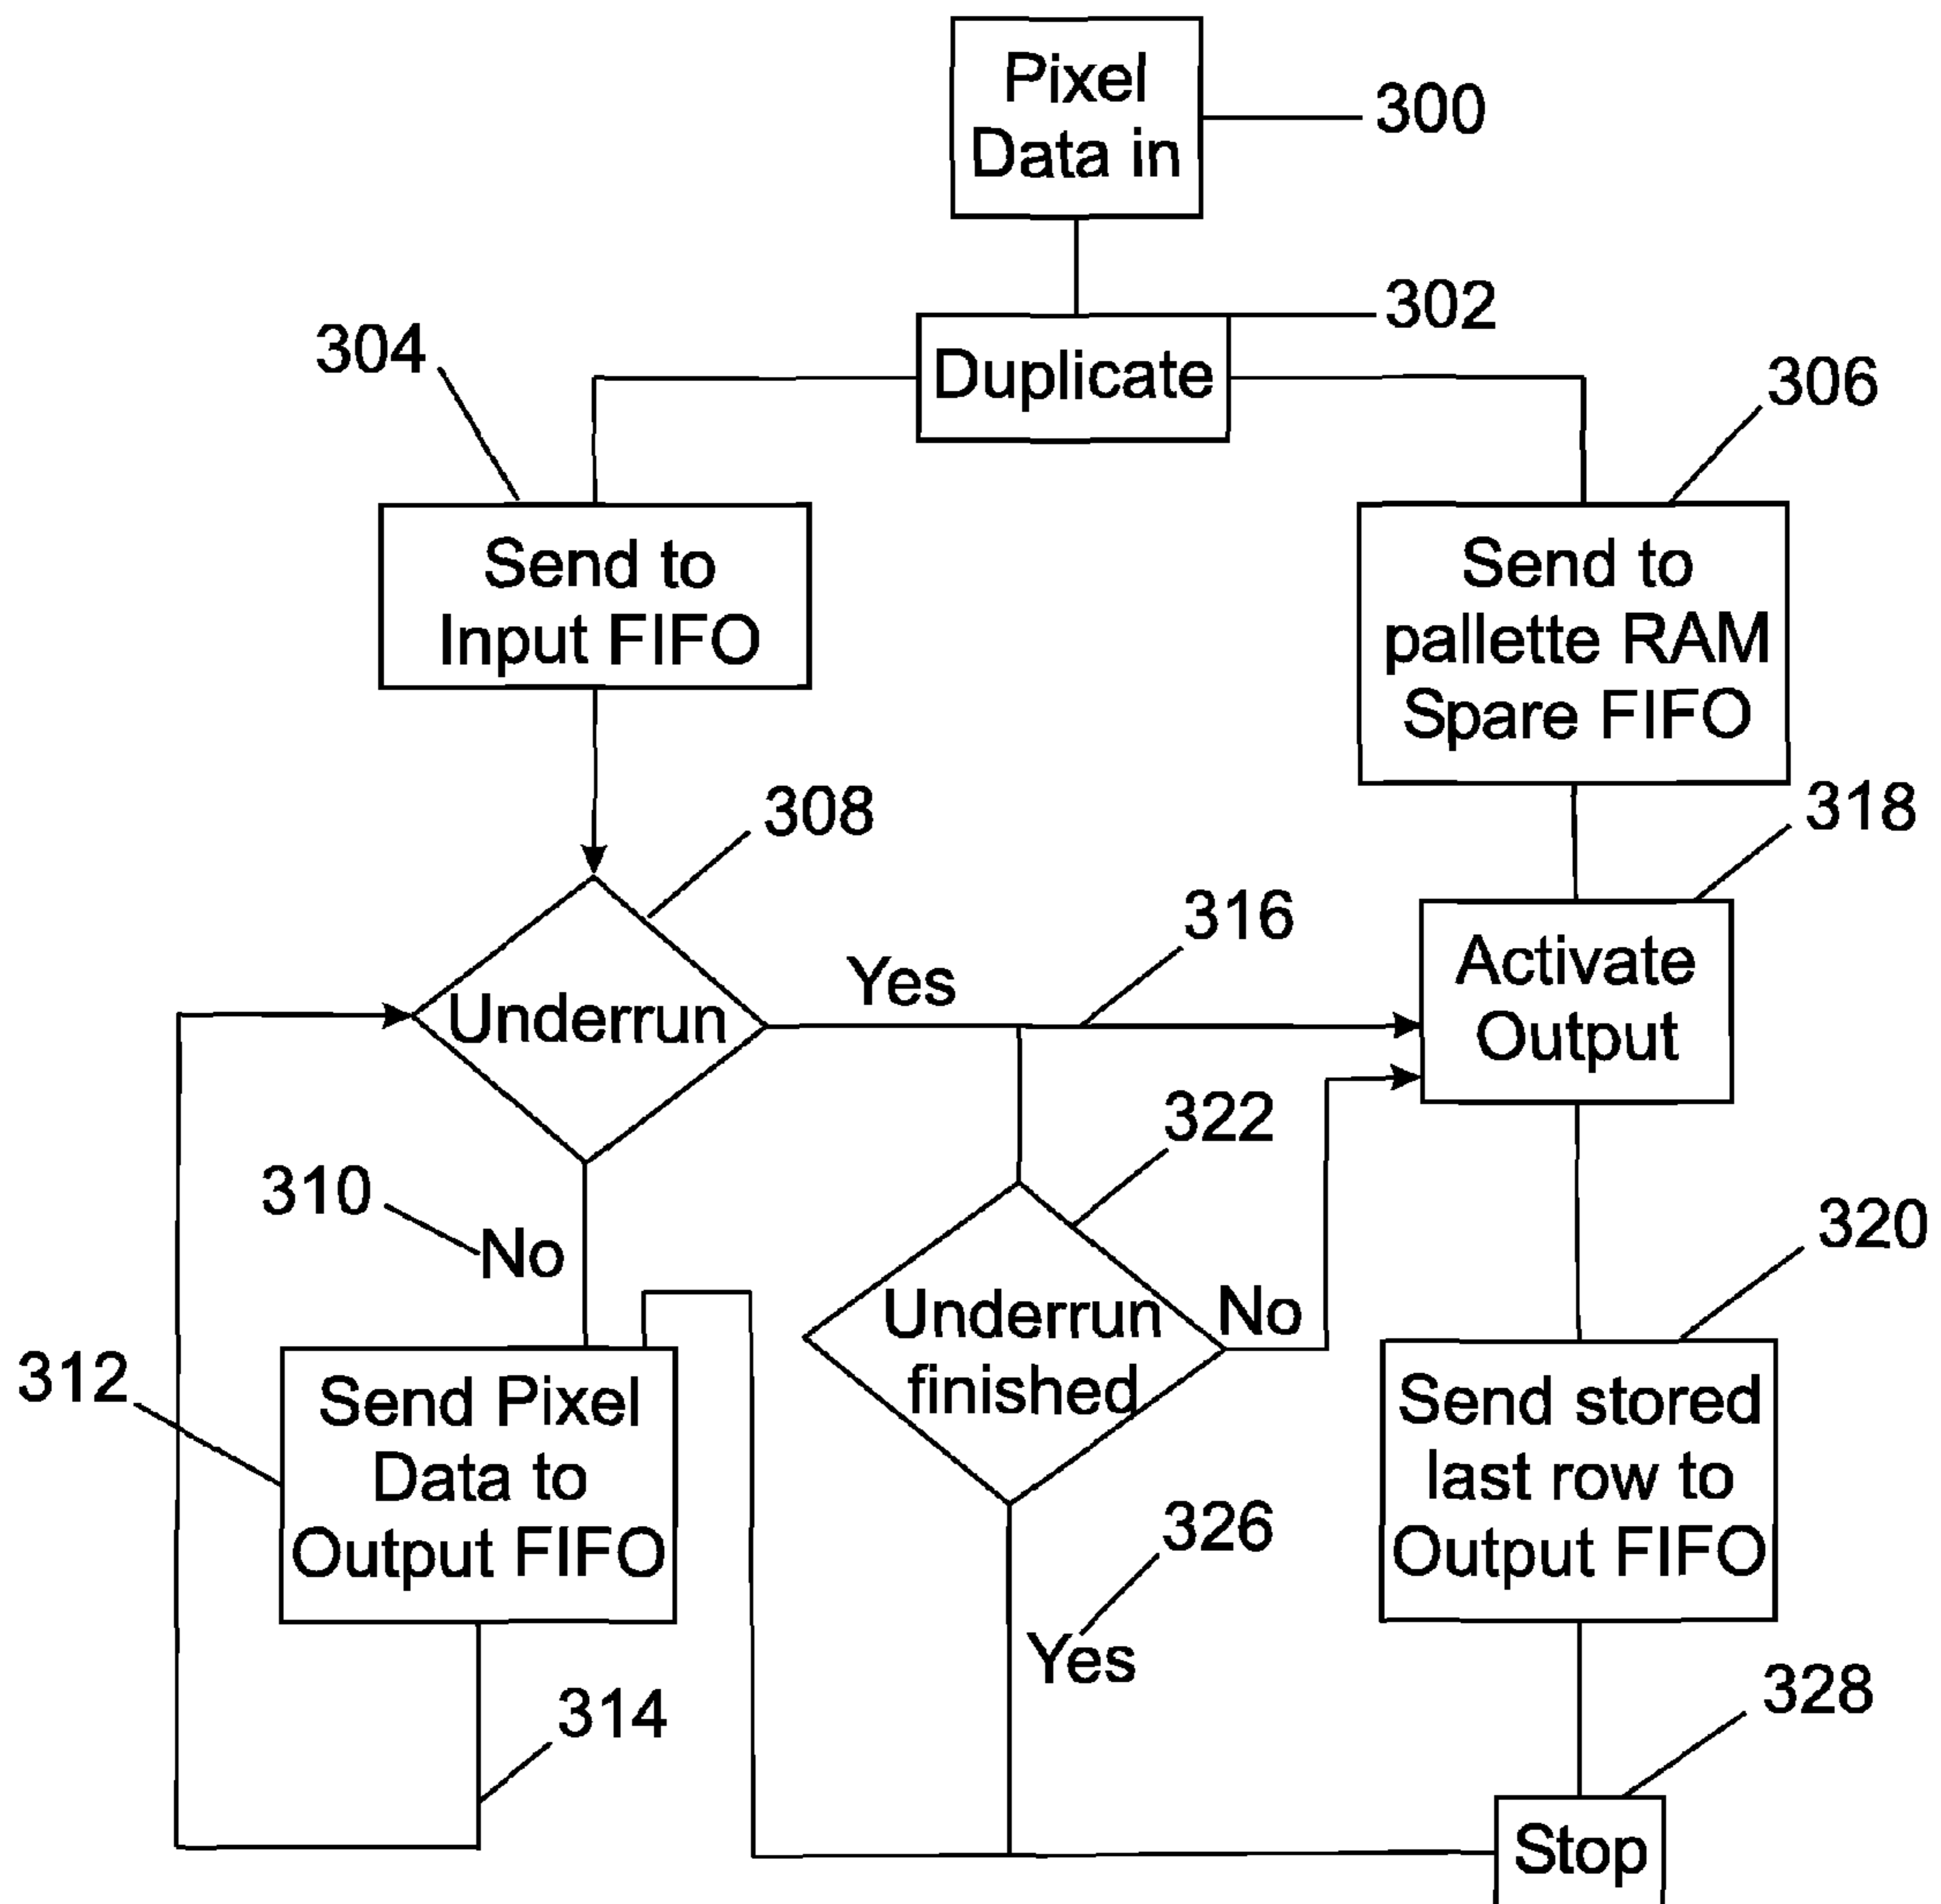 Pixel
Data in
300
302
Duplicate
304
306
Send to
Input FIFO
Send to
pallette RAM
Spare FIFO
308
318
316
Yes
Underrun
Activate
Output
322
310
No
320
Underrun
finished
No
312
Send Pixel
Data to
Output FIFO
Send stored
last row to
Output FIFO
326
Yes
314
328
Stop